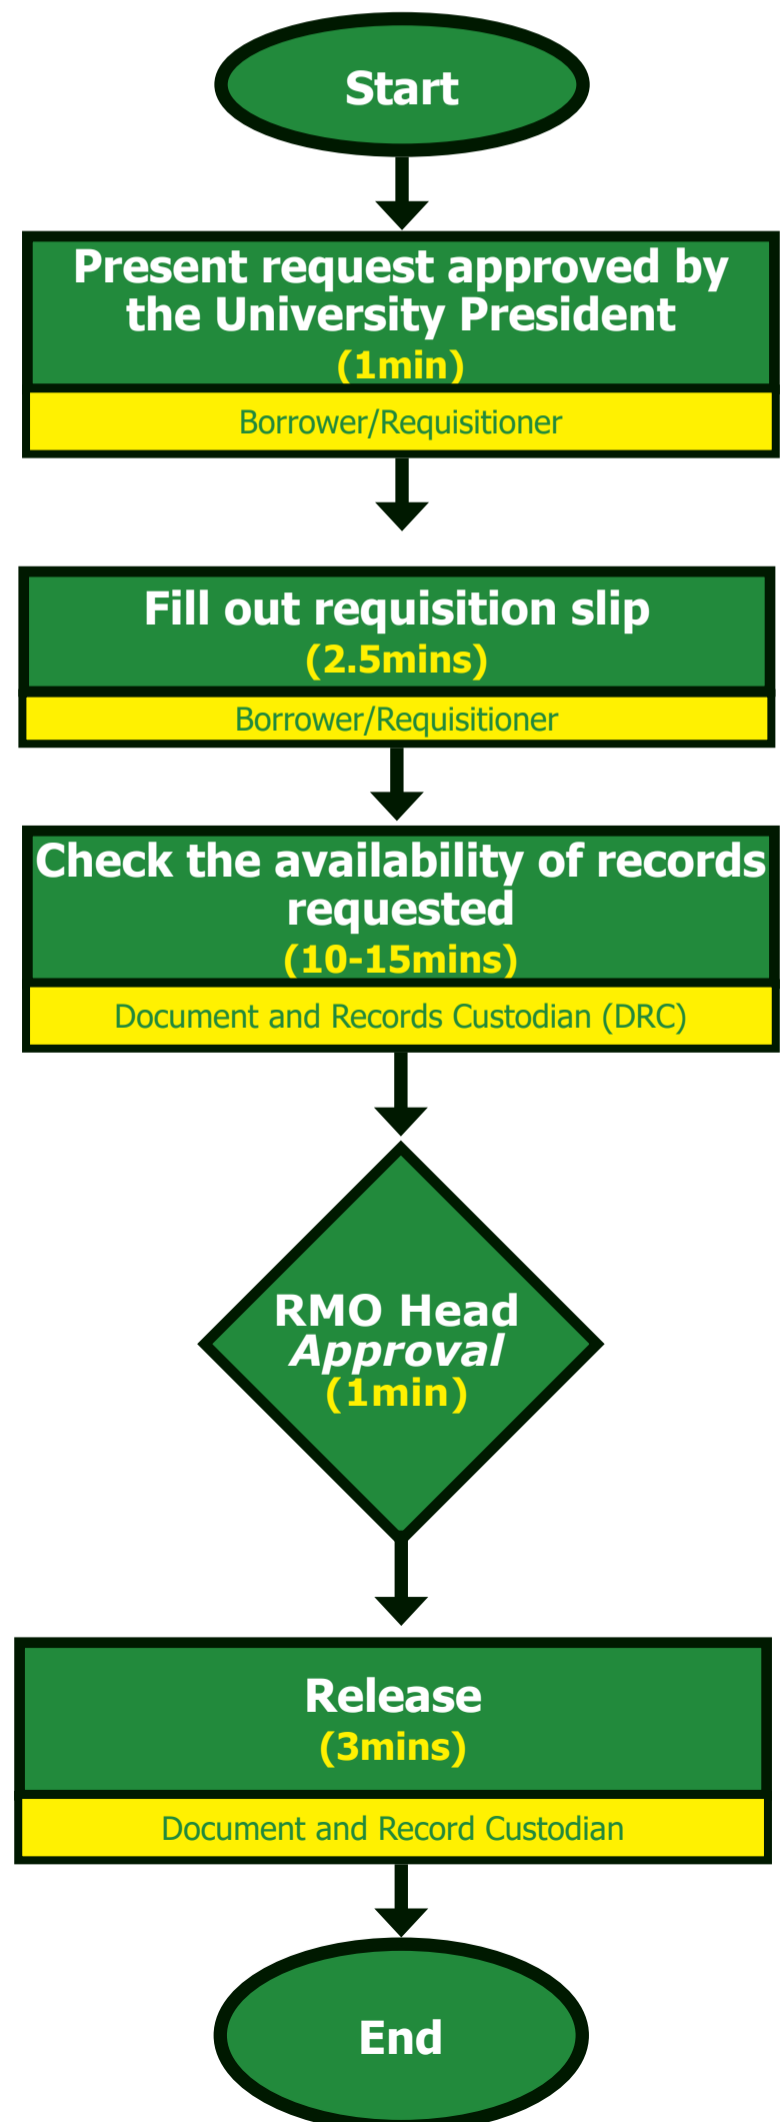 Start
Present request approved by
the University President
(1min)
Borrower/Requisitioner
Fill out requisition slip
(2.5mins)
Borrower/Requisitioner
Check the availability of records
requested
(10-15mins)
Document and Records Custodian (DRC)
RMO Head
Approval
(1min)
Release
(3mins)
Document and Record Custodian
End